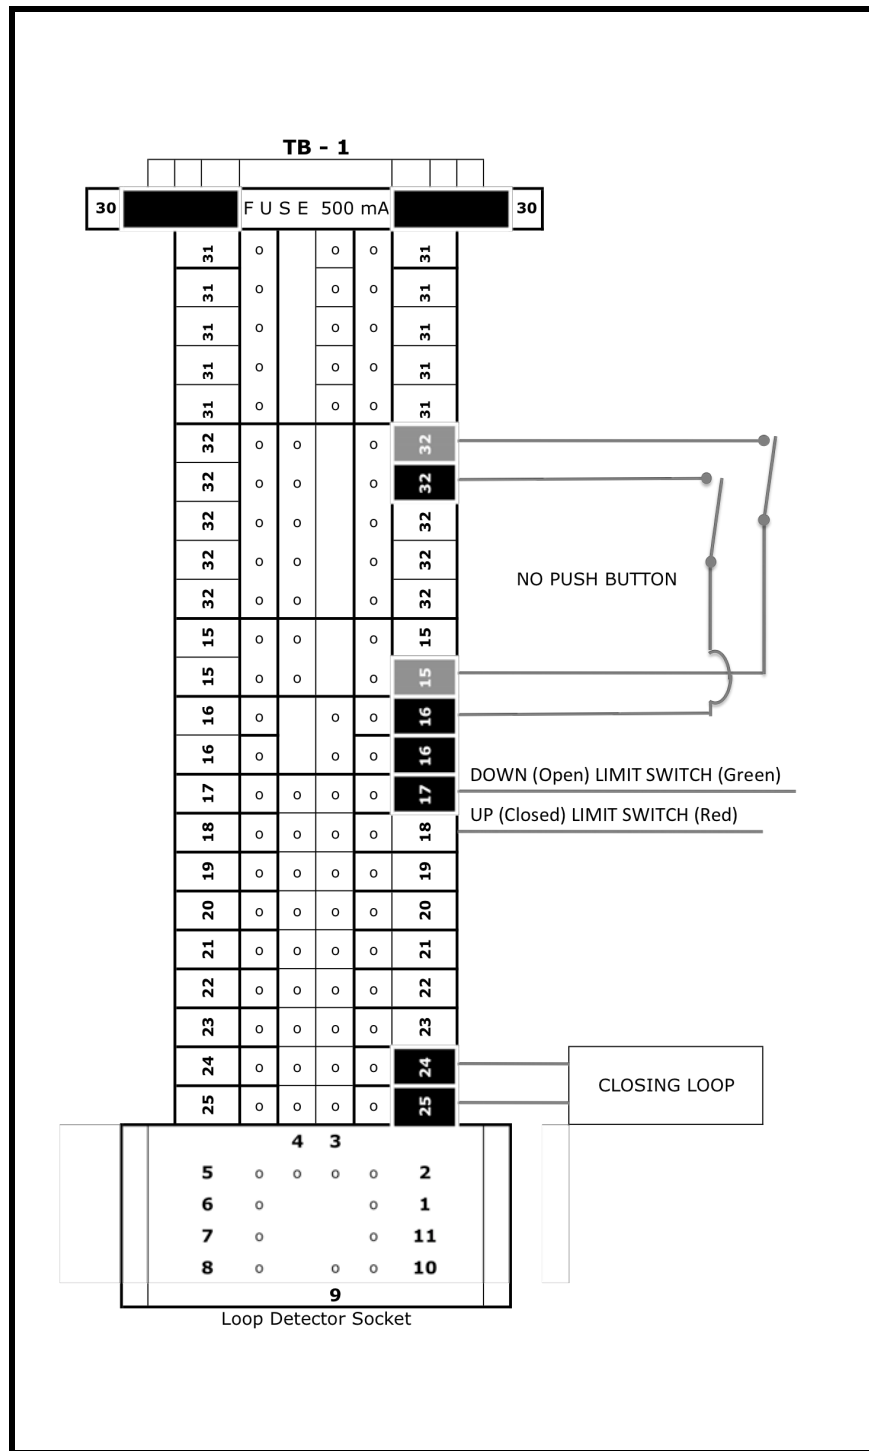 TB - 1
30 F U S E 500 mA 30
31 o o o 31
31 o o o 31
31 o o o 31
31 o o o 31
31 o o o 31
32 o o o 32
32 o o o 32
32 o o o 32
32 o o o 32
NO PUSH BUTTON
32 o o o 32
15 o o o 15
15 o o o 15
16 o o o 16
16 o o o 16
DOWN (Open) LIMIT SWITCH (Green)
17 o o o o 17
UP (Closed) LIMIT SWITCH (Red)
18 o o o o 18
19 o o o o 19
20 o o o o 20
21 o o o o 21
22 o o o o 22
23 o o o o 23
24 o o o o 24
CLOSING LOOP
25 o o o o 25
4 3
5 o o o o 2
6 o o 1
7 o o 11
8 o o o 10
9
Loop Detector Socket